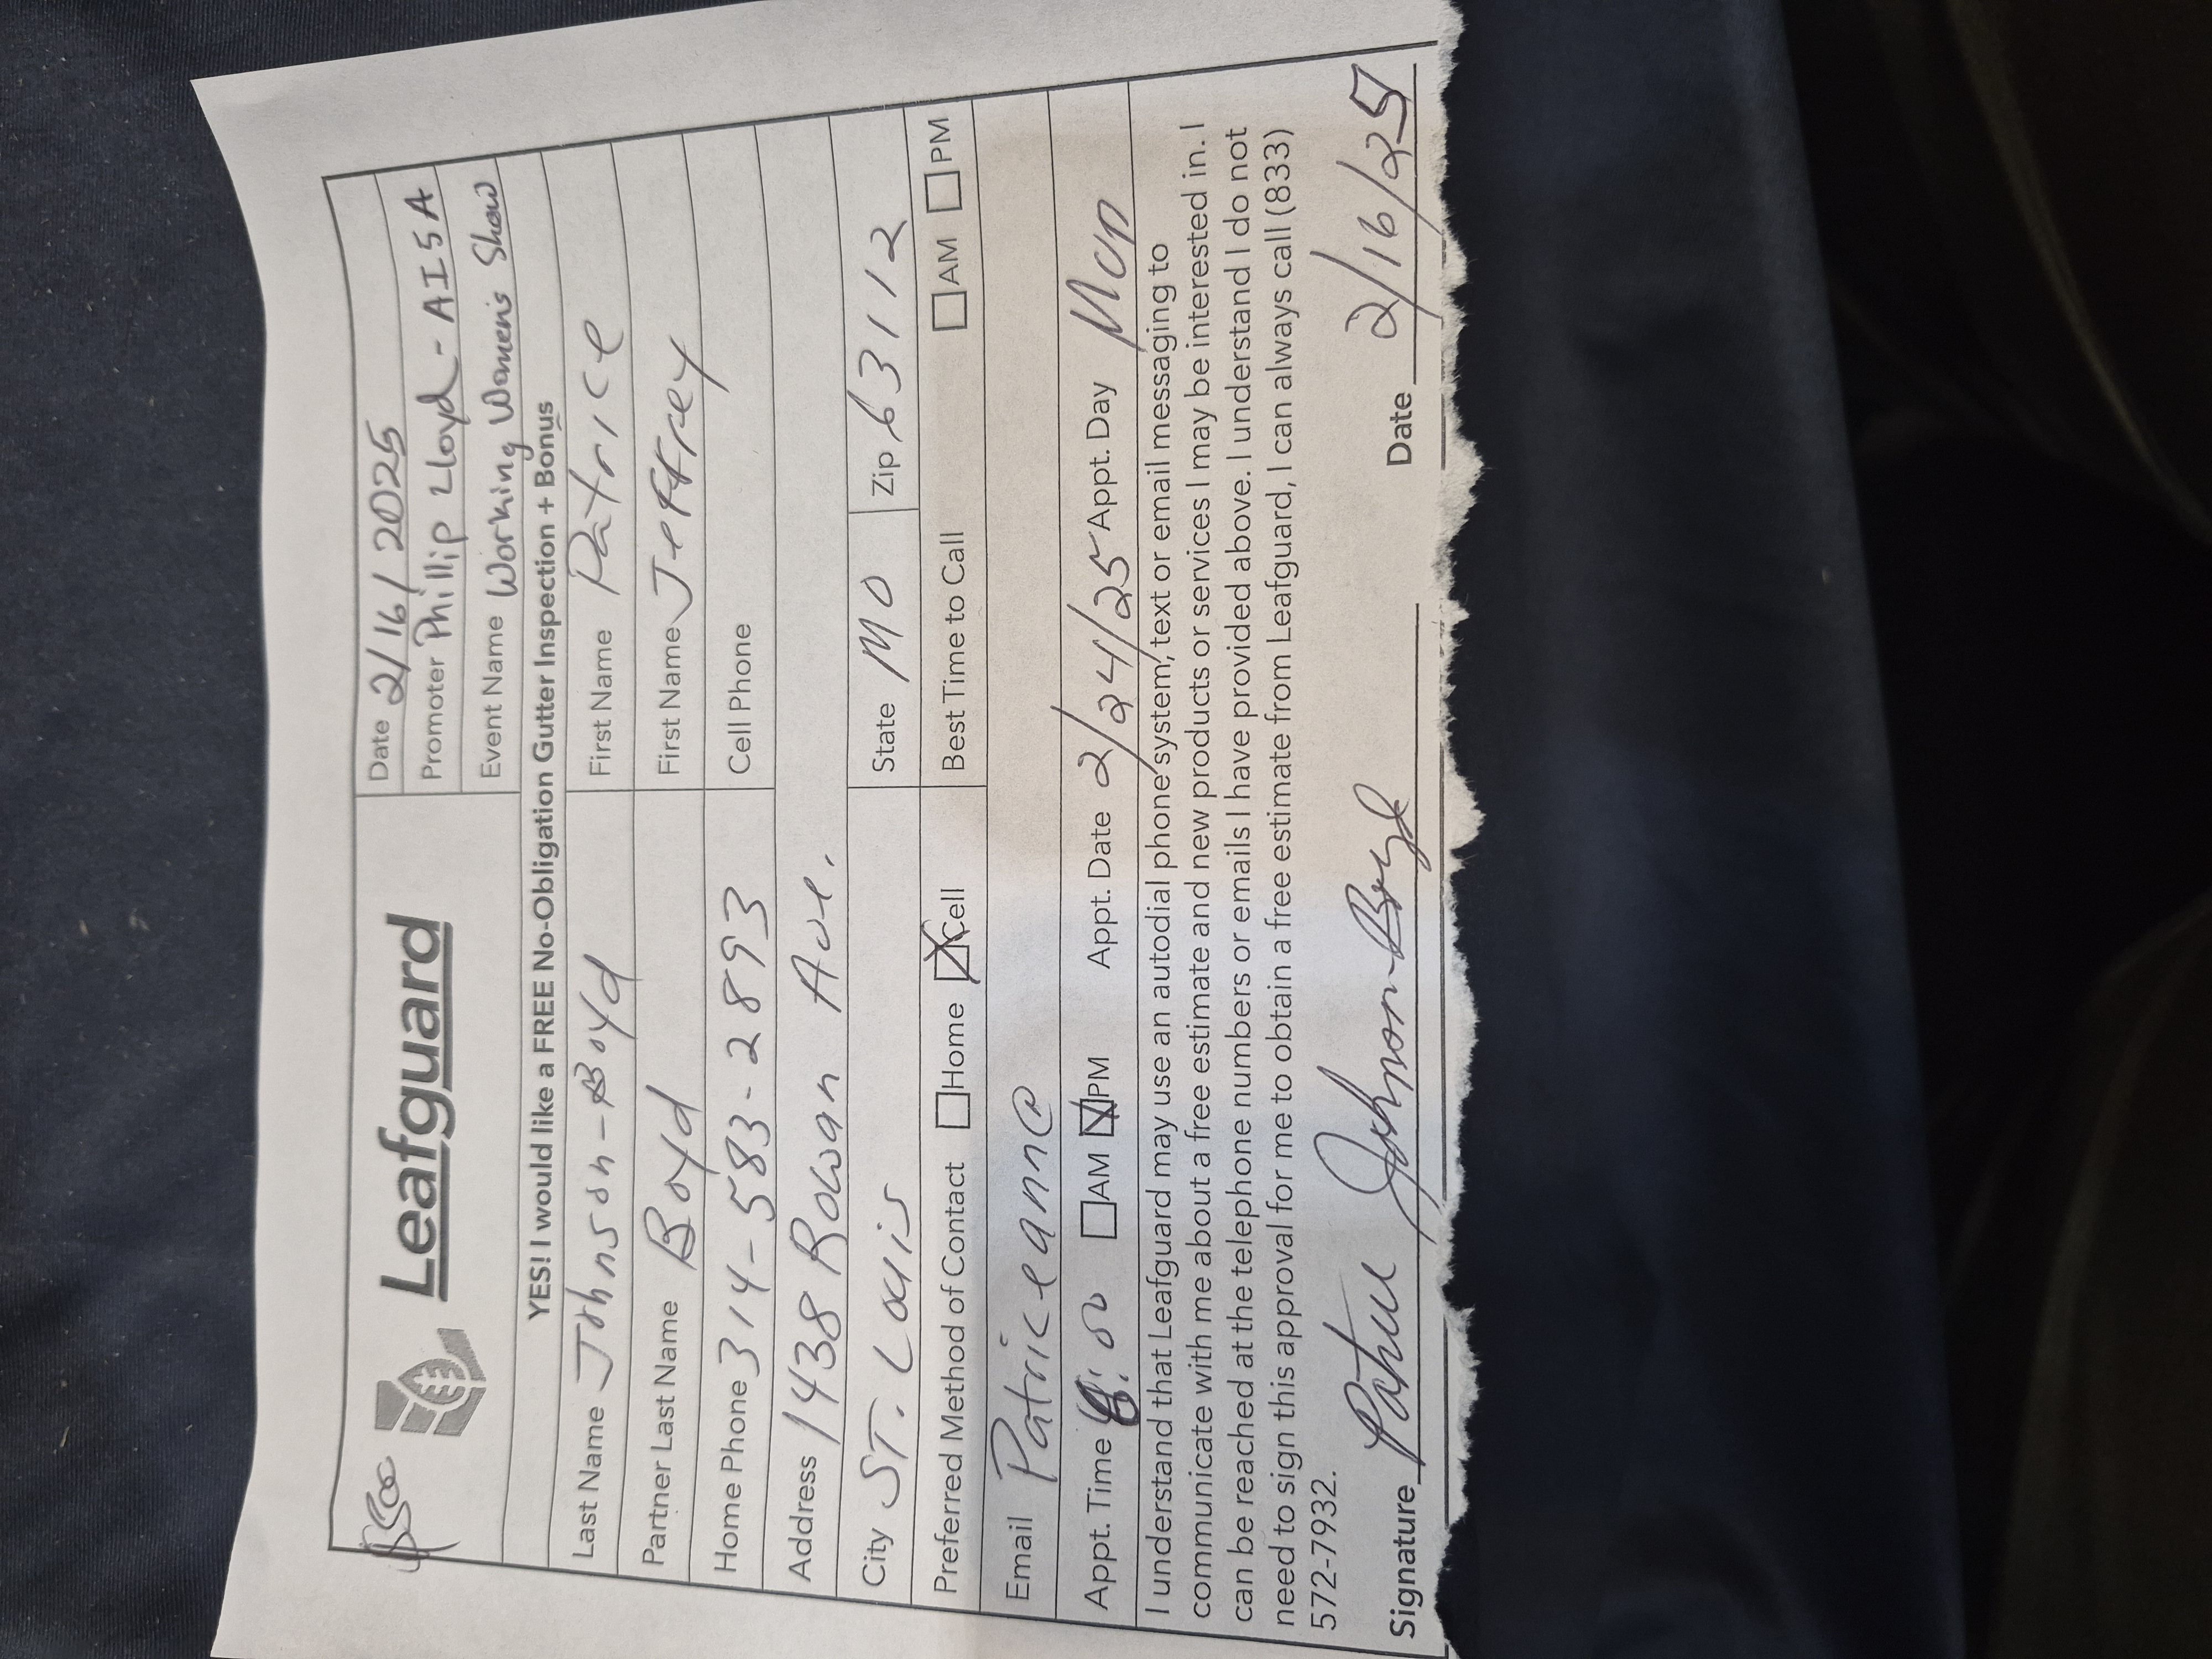 $500
Leafguard
Date 2/16/2025
Promoter Phillip Lloyd - AI5A
Event Name Working Women's Show
YES! I would like a FREE No-Obligation Gutter Inspection + Bonus
Last Name Johnson-Boyd First Name Patrice
Partner Last Name Boyd First Name Jeffrey
Home Phone 314-583-2893 Cell Phone
Address 1438 Rowan Ave.
City ST. Louis State MO Zip 63112
Preferred Method of Contact Home Cell Best Time to Call AM PM
Email Patriceann@
Appt. Time 6:00 AM PM Appt. Date 2/24/25 Appt. Day Mon
I understand that Leafguard may use an autodial phone system, text or email messaging to
communicate with me about a free estimate and new products or services I may be interested in. I
can be reached at the telephone numbers or emails I have provided above. I understand I do not
need to sign this approval for me to obtain a free estimate from Leafguard, I can always call (833)
572-7932.
Signature Patrice Johnson-Boyd Date 2/16/25